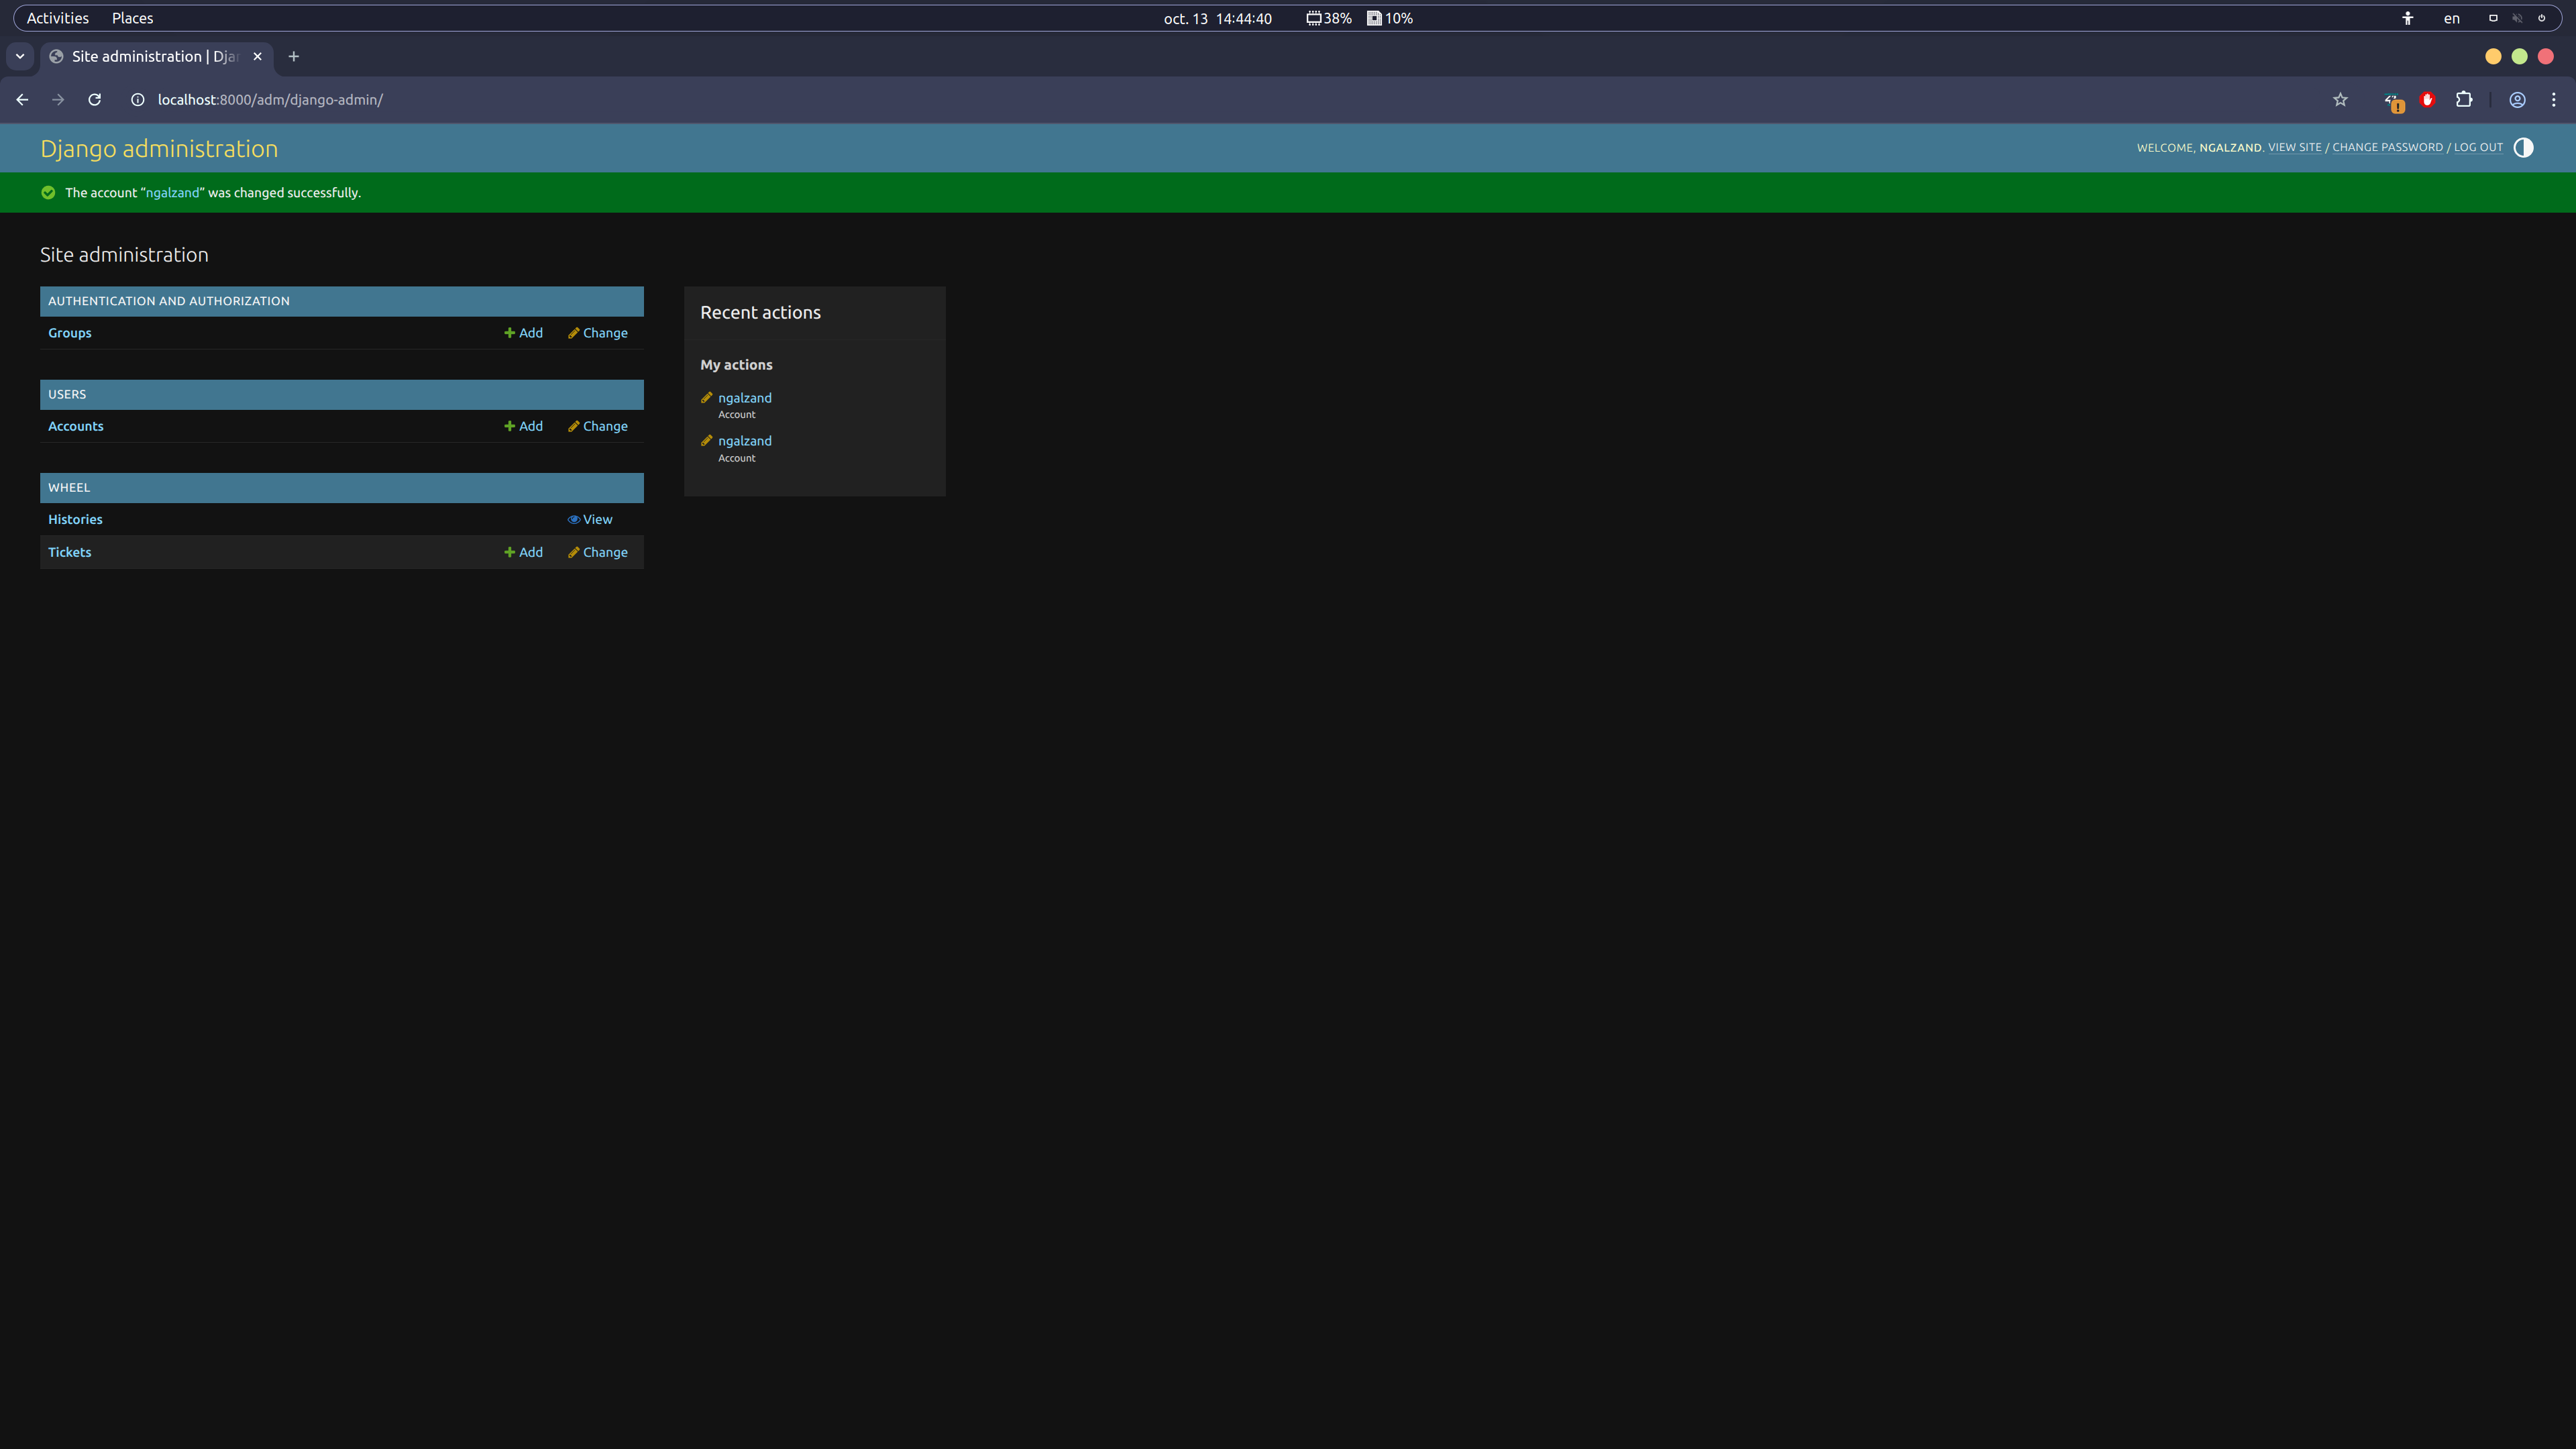 Activities Places oct. 13 14:44:40 38% 10% en
Site administration | Dja
localhost:8000/adm/django-admin/
Django administration WELCOME, NGALZAND. VIEW SITE / CHANGE PASSWORD / LOG OUT
The account “ngalzand” was changed successfully.
Site administration
AUTHENTICATION AND AUTHORIZATION
Groups Add Change
USERS
Accounts Add Change
WHEEL
Histories View
Tickets Add Change
Recent actions
My actions
ngalzand
Account
ngalzand
Account